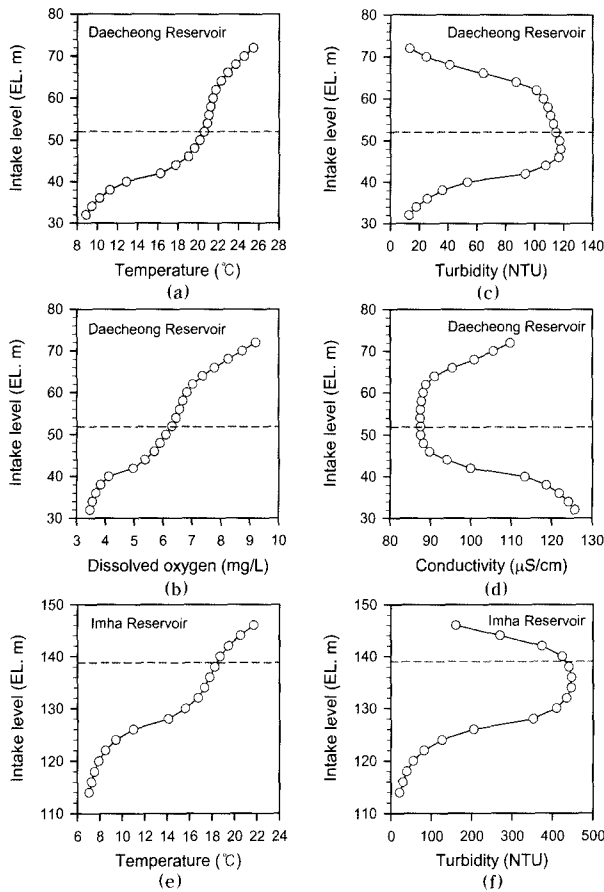 Daecheong Reservoir
Intake level (EL. m)
80
70
60
50
40
30
8 10 12 14 16 18 20 22 24 26 28
Temperature (℃)
(a)
Daecheong Reservoir
Intake level (EL. m)
80
70
60
50
40
30
0 20 40 60 80 100 120 140
Turbidity (NTU)
(c)
Daecheong Reservoir
Intake level (EL. m)
80
70
60
50
40
30
3 4 5 6 7 8 9 10
Dissolved oxygen (mg/L)
(b)
Daecheong Reservoir
Intake level (EL. m)
80
70
60
50
40
30
80 90 100 110 120 130
Conductivity (μS/cm)
(d)
Imha Reservoir
Intake level (EL. m)
150
140
130
120
110
6 8 10 12 14 16 18 20 22 24
Temperature (℃)
(e)
Imha Reservoir
Intake level (EL. m)
150
140
130
120
110
0 100 200 300 400 500
Turbidity (NTU)
(f)